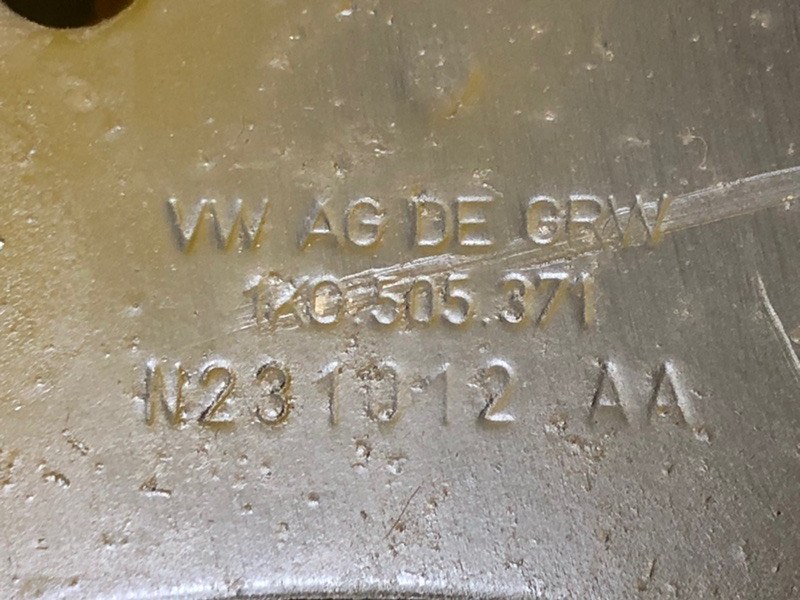 VW AG DE GRW
1K0.505.371
N231012 AA